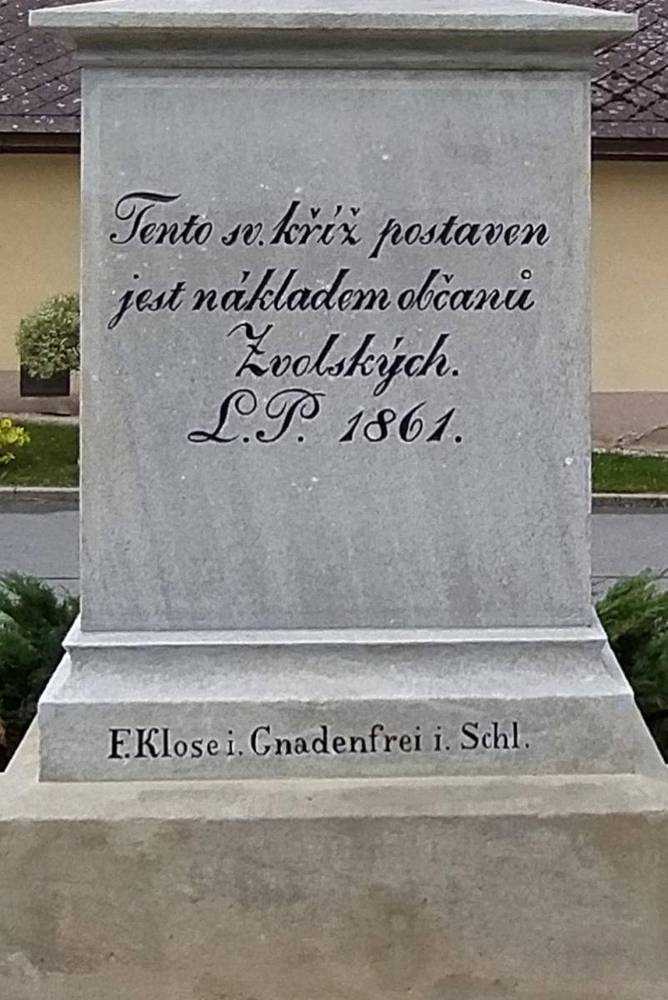 Tento sv. kříž postaven
jest nákladem občanů
Zvolských.
L.P. 1861.
F. Klose i. Gnadenfrei i. Schl.